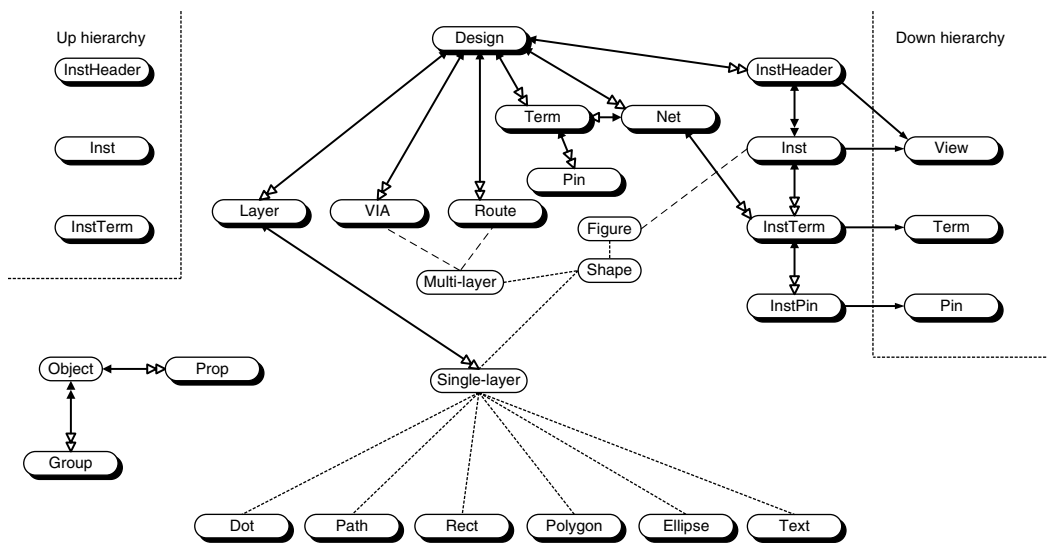 Up hierarchy
Design
Down hierarchy
InstHeader
InstHeader
Term
Net
Inst
Inst
View
Pin
Layer
VIA
Route
InstTerm
Figure
InstTerm
Term
Multi-layer
Shape
InstPin
Pin
Object
Prop
Single-layer
Group
Dot
Path
Rect
Polygon
Ellipse
Text